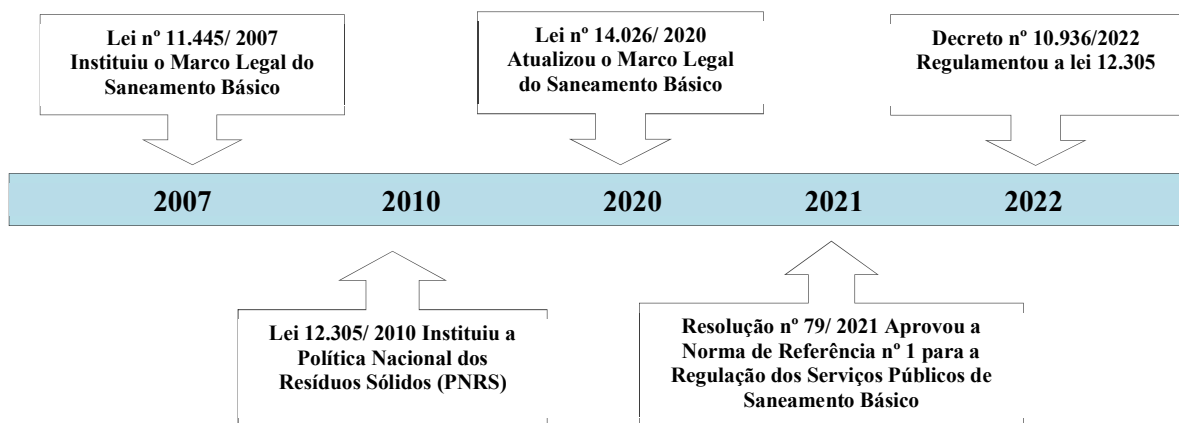 Lei nº 11.445/ 2007
Instituiu o Marco Legal do
Saneamento Básico
Lei nº 14.026/ 2020
Atualizou o Marco Legal
do Saneamento Básico
Decreto nº 10.936/2022
Regulamentou a lei 12.305
2007
2010
2020
2021
2022
Lei 12.305/ 2010 Instituiu a
Política Nacional dos
Resíduos Sólidos (PNRS)
Resolução nº 79/ 2021 Aprovou a
Norma de Referência nº 1 para a
Regulação dos Serviços Públicos de
Saneamento Básico